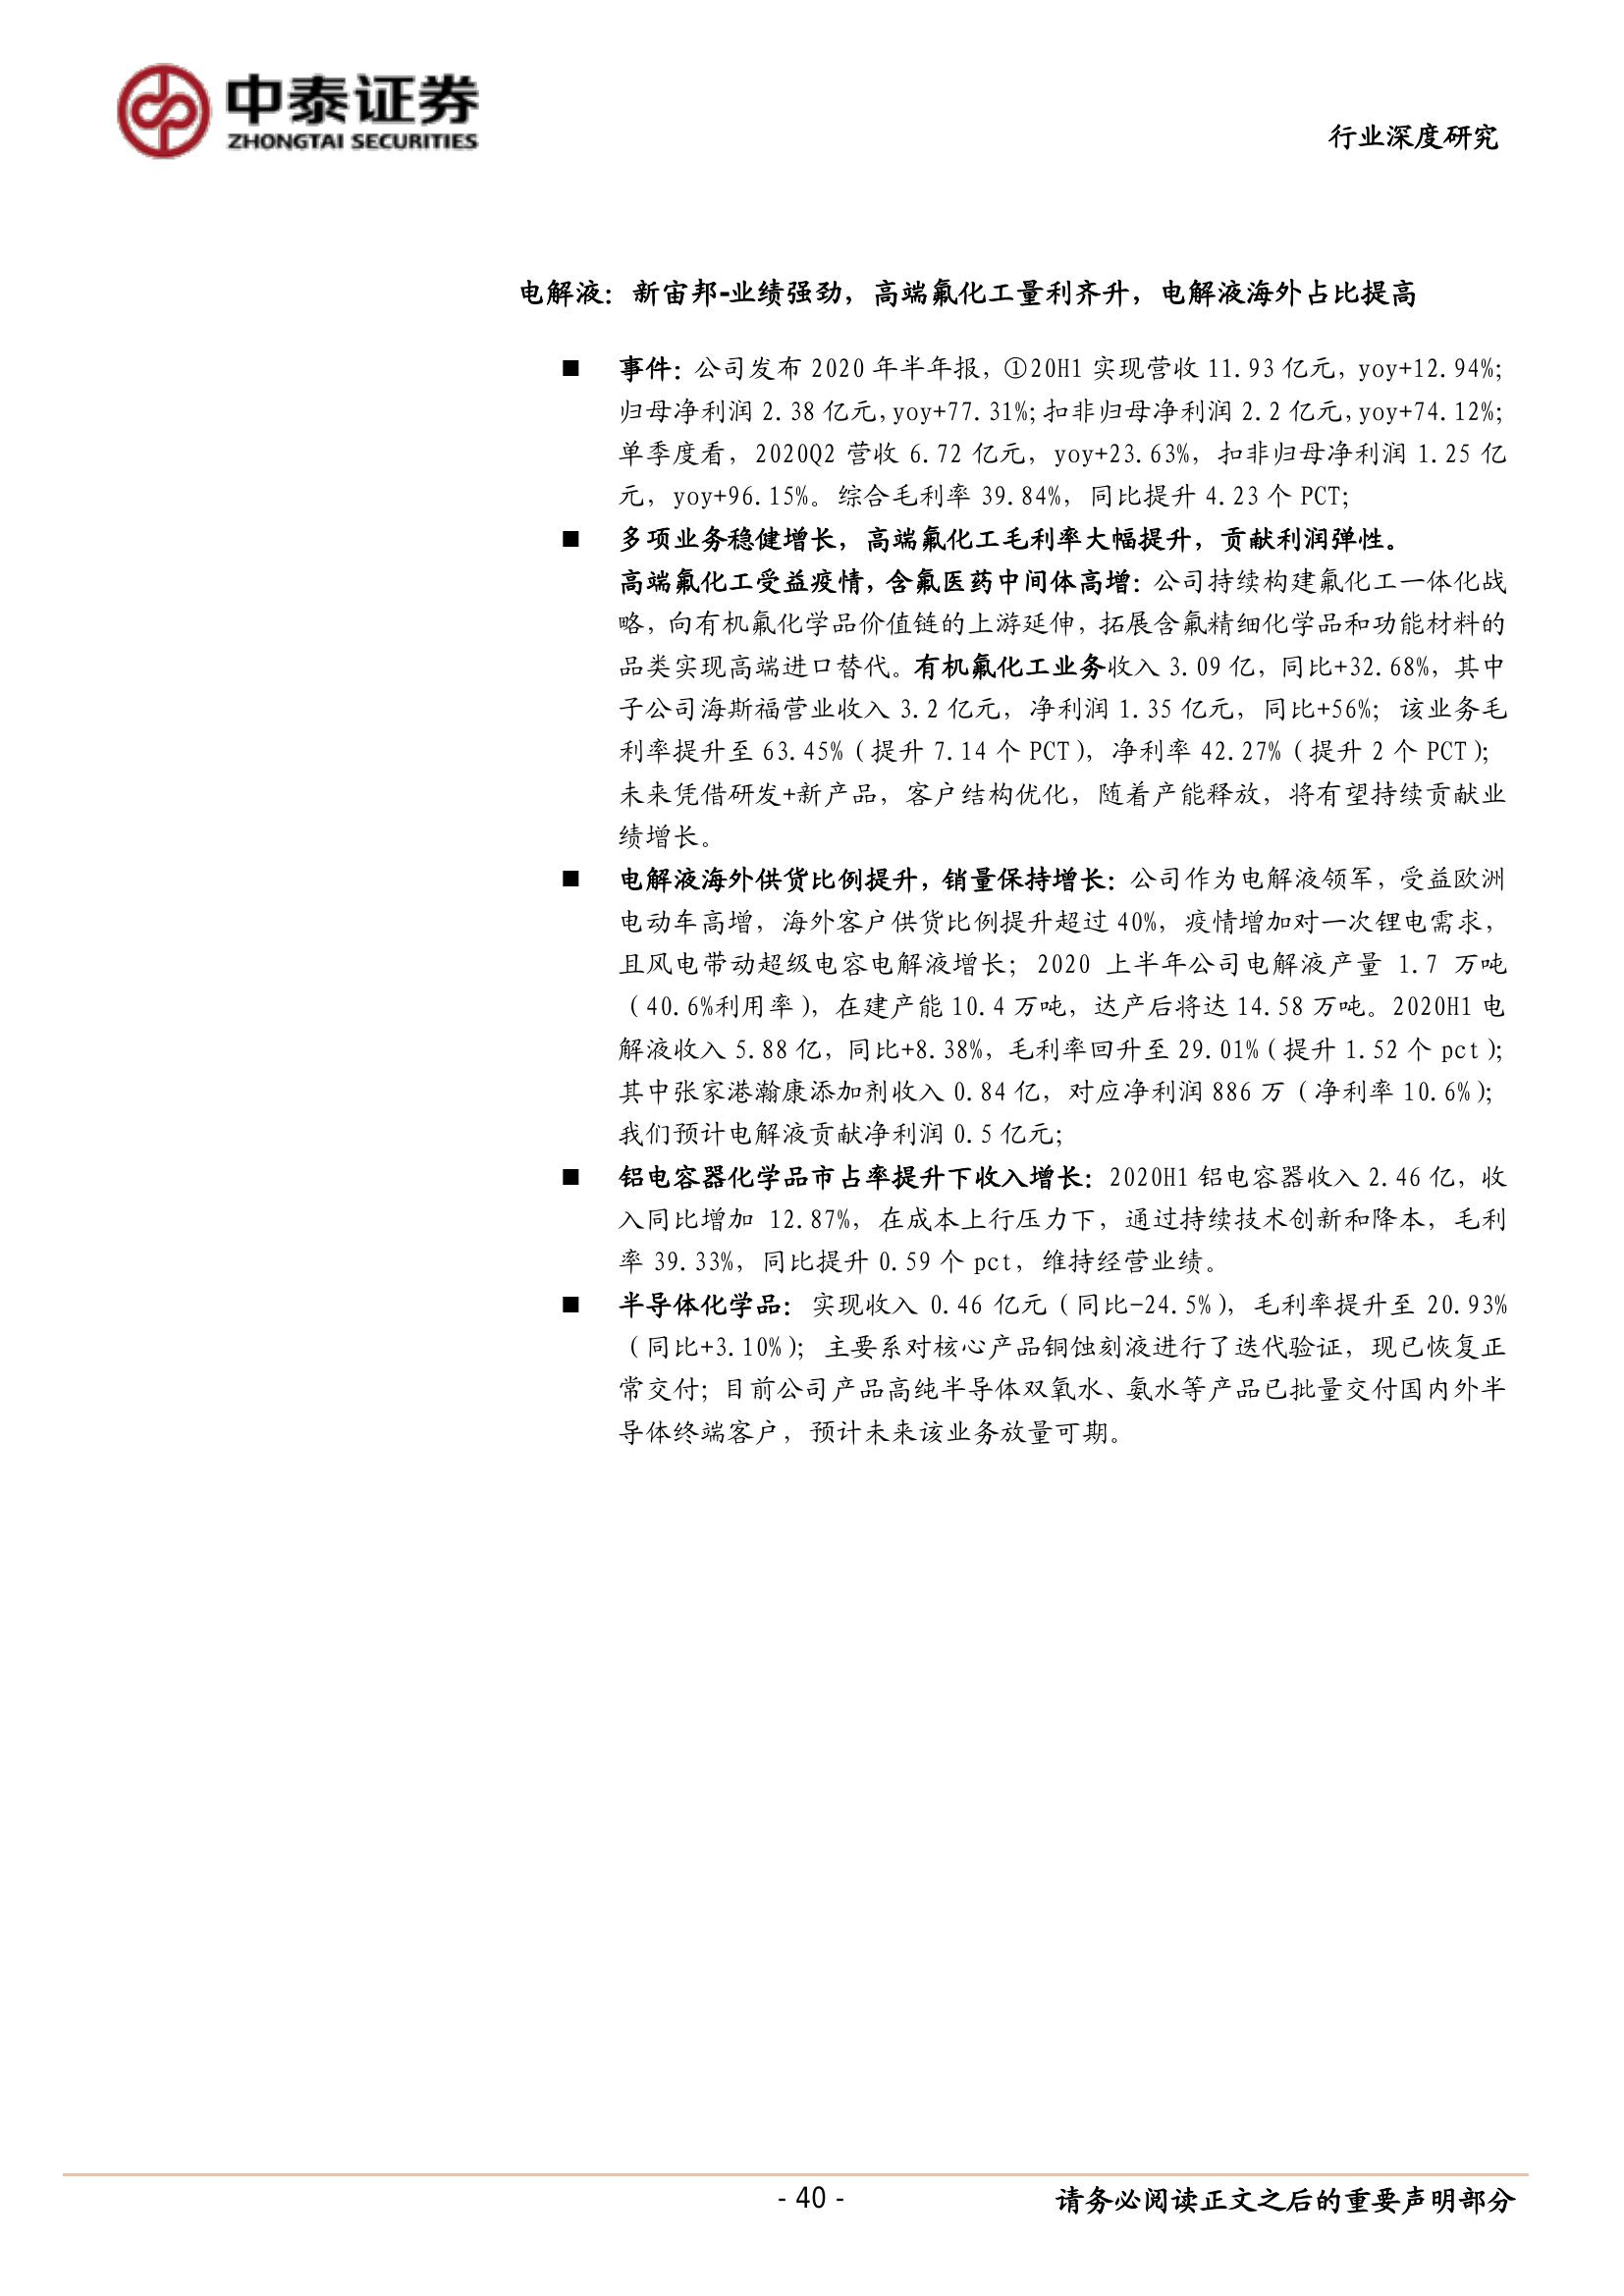 中泰证券
ZHONGTAI SECURITIES
行业深度研究
电解液：新宙邦-业绩强劲，高端氟化工量利齐升，电解液海外占比提高
■ 事件：公司发布 2020 年半年报，①20H1 实现营收 11.93 亿元，yoy+12.94%；
归母净利润 2.38 亿元，yoy+77.31%；扣非归母净利润 2.2 亿元，yoy+74.12%；
单季度看，2020Q2 营收 6.72 亿元，yoy+23.63%，扣非归母净利润 1.25 亿
元，yoy+96.15%。综合毛利率 39.84%，同比提升 4.23 个 PCT；
■ 多项业务稳健增长，高端氟化工毛利率大幅提升，贡献利润弹性。
高端氟化工受益疫情，含氟医药中间体高增：公司持续构建氟化工一体化战
略，向有机氟化学品价值链的上游延伸，拓展含氟精细化学品和功能材料的
品类实现高端进口替代。有机氟化工业务收入 3.09 亿，同比+32.68%，其中
子公司海斯福营业收入 3.2 亿元，净利润 1.35 亿元，同比+56%；该业务毛
利率提升至 63.45%（提升 7.14 个 PCT），净利率 42.27%（提升 2 个 PCT）；
未来凭借研发+新产品，客户结构优化，随着产能释放，将有望持续贡献业
绩增长。
■ 电解液海外供货比例提升，销量保持增长：公司作为电解液领军，受益欧洲
电动车高增，海外客户供货比例提升超过 40%，疫情增加对一次锂电需求，
且风电带动超级电容电解液增长；2020 上半年公司电解液产量 1.7 万吨
（40.6%利用率），在建产能 10.4 万吨，达产后将达 14.58 万吨。2020H1 电
解液收入 5.88 亿，同比+8.38%，毛利率回升至 29.01%（提升 1.52 个 pct）；
其中张家港瀚康添加剂收入 0.84 亿，对应净利润 886 万（净利率 10.6%）；
我们预计电解液贡献净利润 0.5 亿元；
■ 铝电容器化学品市占率提升下收入增长：2020H1 铝电容器收入 2.46 亿，收
入同比增加 12.87%，在成本上行压力下，通过持续技术创新和降本，毛利
率 39.33%，同比提升 0.59 个 pct，维持经营业绩。
■ 半导体化学品：实现收入 0.46 亿元（同比-24.5%），毛利率提升至 20.93%
（同比+3.10%）；主要系对核心产品铜蚀刻液进行了迭代验证，现已恢复正
常交付；目前公司产品高纯半导体双氧水、氨水等产品已批量交付国内外半
导体终端客户，预计未来该业务放量可期。
- 40 -
请务必阅读正文之后的重要声明部分